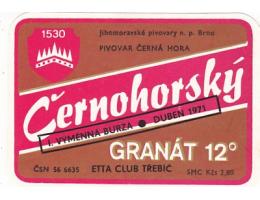 1530
Jihomoravské pivovary n. p. Brno
PIVOVAR ČERNÁ HORA
Černohorský
I. VÝMĚNNÁ BURZA ● DUBEN 1971
GRANÁT 12°
ČSN 56 6635
ETTA CLUB TŘEBÍČ
SMC Kčs 2,80